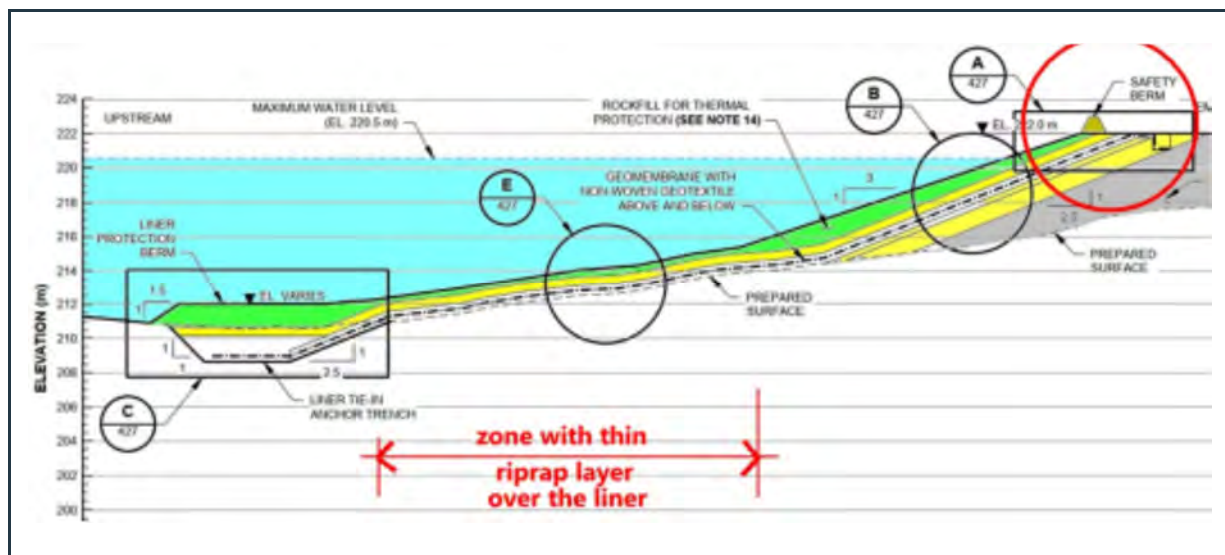 A
427
SAFETY
BERM
B
427
224
222
220
218
216
214
212
210
208
206
204
202
200
ELEVATION (m)
UPSTREAM
MAXIMUM WATER LEVEL
(EL. 220.5 m)
ROCKFILL FOR THERMAL
PROTECTION (SEE NOTE 14)
EL.
2.0 m
E
427
GEOMEMBRANE WITH
NON-WOVEN GEOTEXTILE
ABOVE AND BELOW
3
1
1
LINER
PROTECTION
BERM
PREPARED
SURFACE
1.5
1
EL. VARIES
PREPARED
SURFACE
1
1
1
2.5
LINER TIE-IN
ANCHOR TRENCH
C
427
zone with thin
riprap layer
over the liner